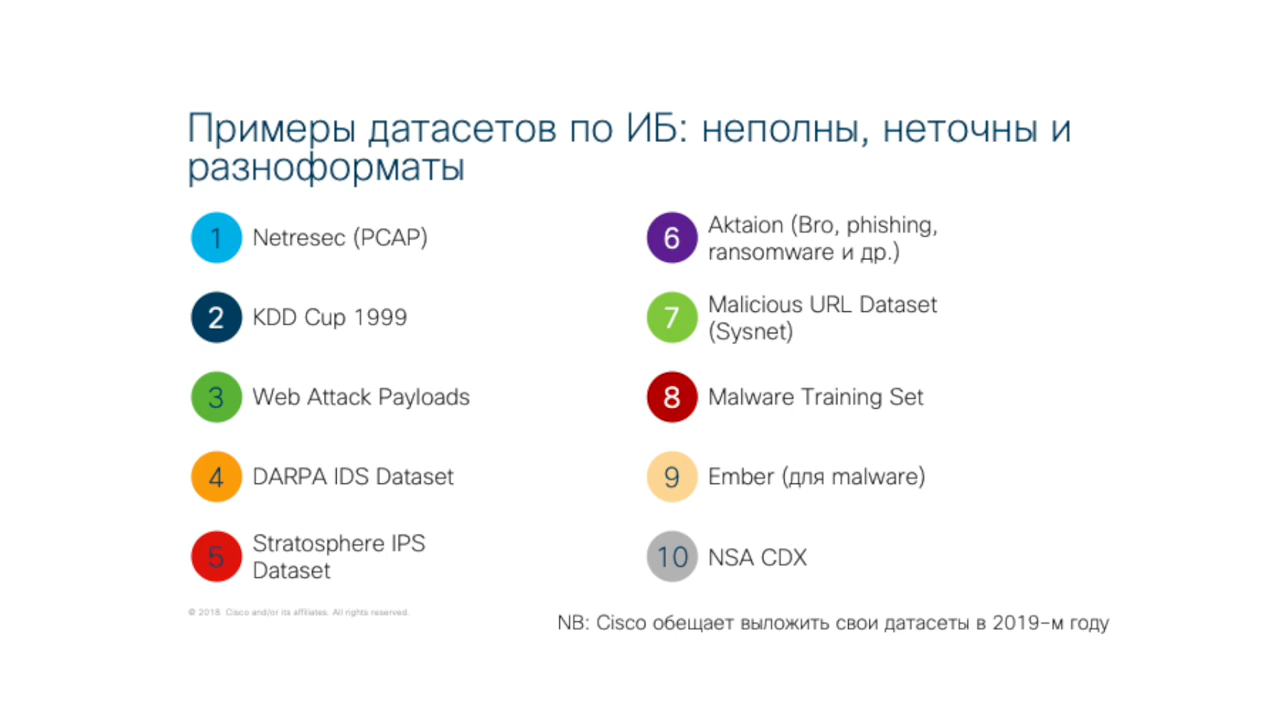 Примеры датасетов по ИБ: неполны, неточны и
разноформаты
1 Netresec (PCAP)
2 KDD Cup 1999
3 Web Attack Payloads
4 DARPA IDS Dataset
5 Stratosphere IPS
Dataset
6 Aktaion (Bro, phishing,
ransomware и др.)
7 Malicious URL Dataset
(Sysnet)
8 Malware Training Set
9 Ember (для malware)
10 NSA CDX
© 2018 Cisco and/or its affiliates. All rights reserved.
NB: Cisco обещает выложить свои датасеты в 2019-м году